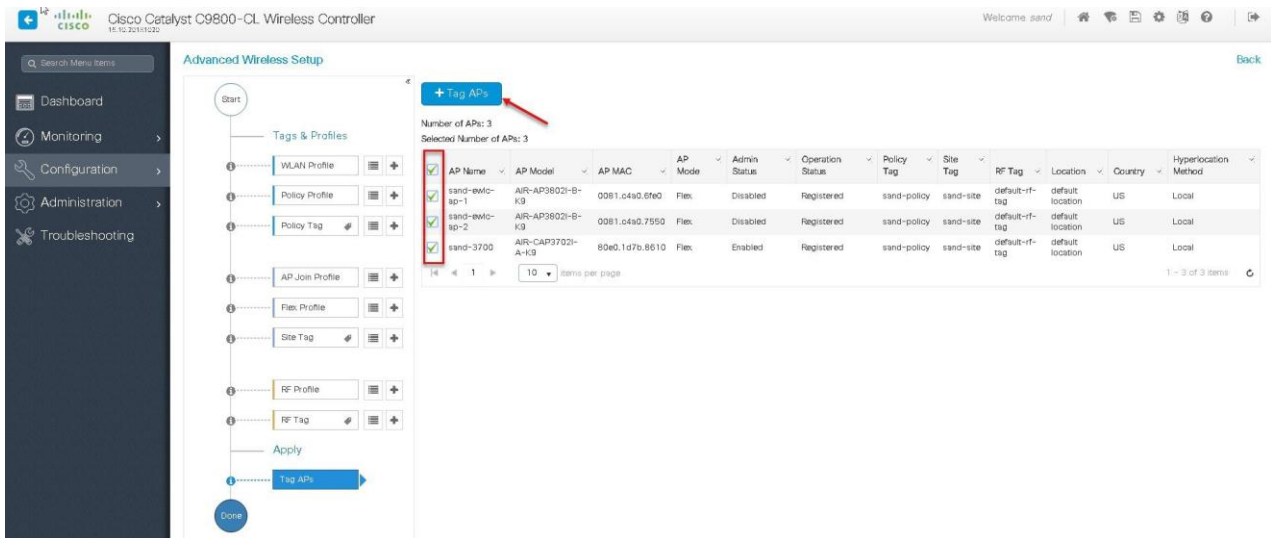 CISCO
Cisco Catalyst C9800-CL Wireless Controller
Welcome sand
Search Menu Items
Dashboard
Monitoring
Configuration
Administration
Troubleshooting
Advanced Wireless Setup
Back
Start
Tags & Profiles
WLAN Profile
Policy Profile
Policy Tag
AP Join Profile
Flex Profile
Site Tag
RF Profile
RF Tag
Apply
Tag APs
Done
+ Tag APs
Number of APs: 3
Selected Number of APs: 3
AP Name AP Model AP MAC AP Mode Admin Status Operation Status Policy Tag Site Tag RF Tag Location Country Hyperlocation Method
sand-ewlc-ap-1 AIR-AP3802I-B-K9 0081.c4a0.6fe0 Flex Disabled Registered sand-policy sand-site default-rf-tag default location US Local
sand-ewlc-ap-2 AIR-AP3802I-B-K9 0081.c4a0.7550 Flex Disabled Registered sand-policy sand-site default-rf-tag default location US Local
sand-3700 AIR-CAP3702I-A-K9 80e0.1d7b.8610 Flex Enabled Registered sand-policy sand-site default-rf-tag default location US Local
1 10 items per page 1 - 3 of 3 items